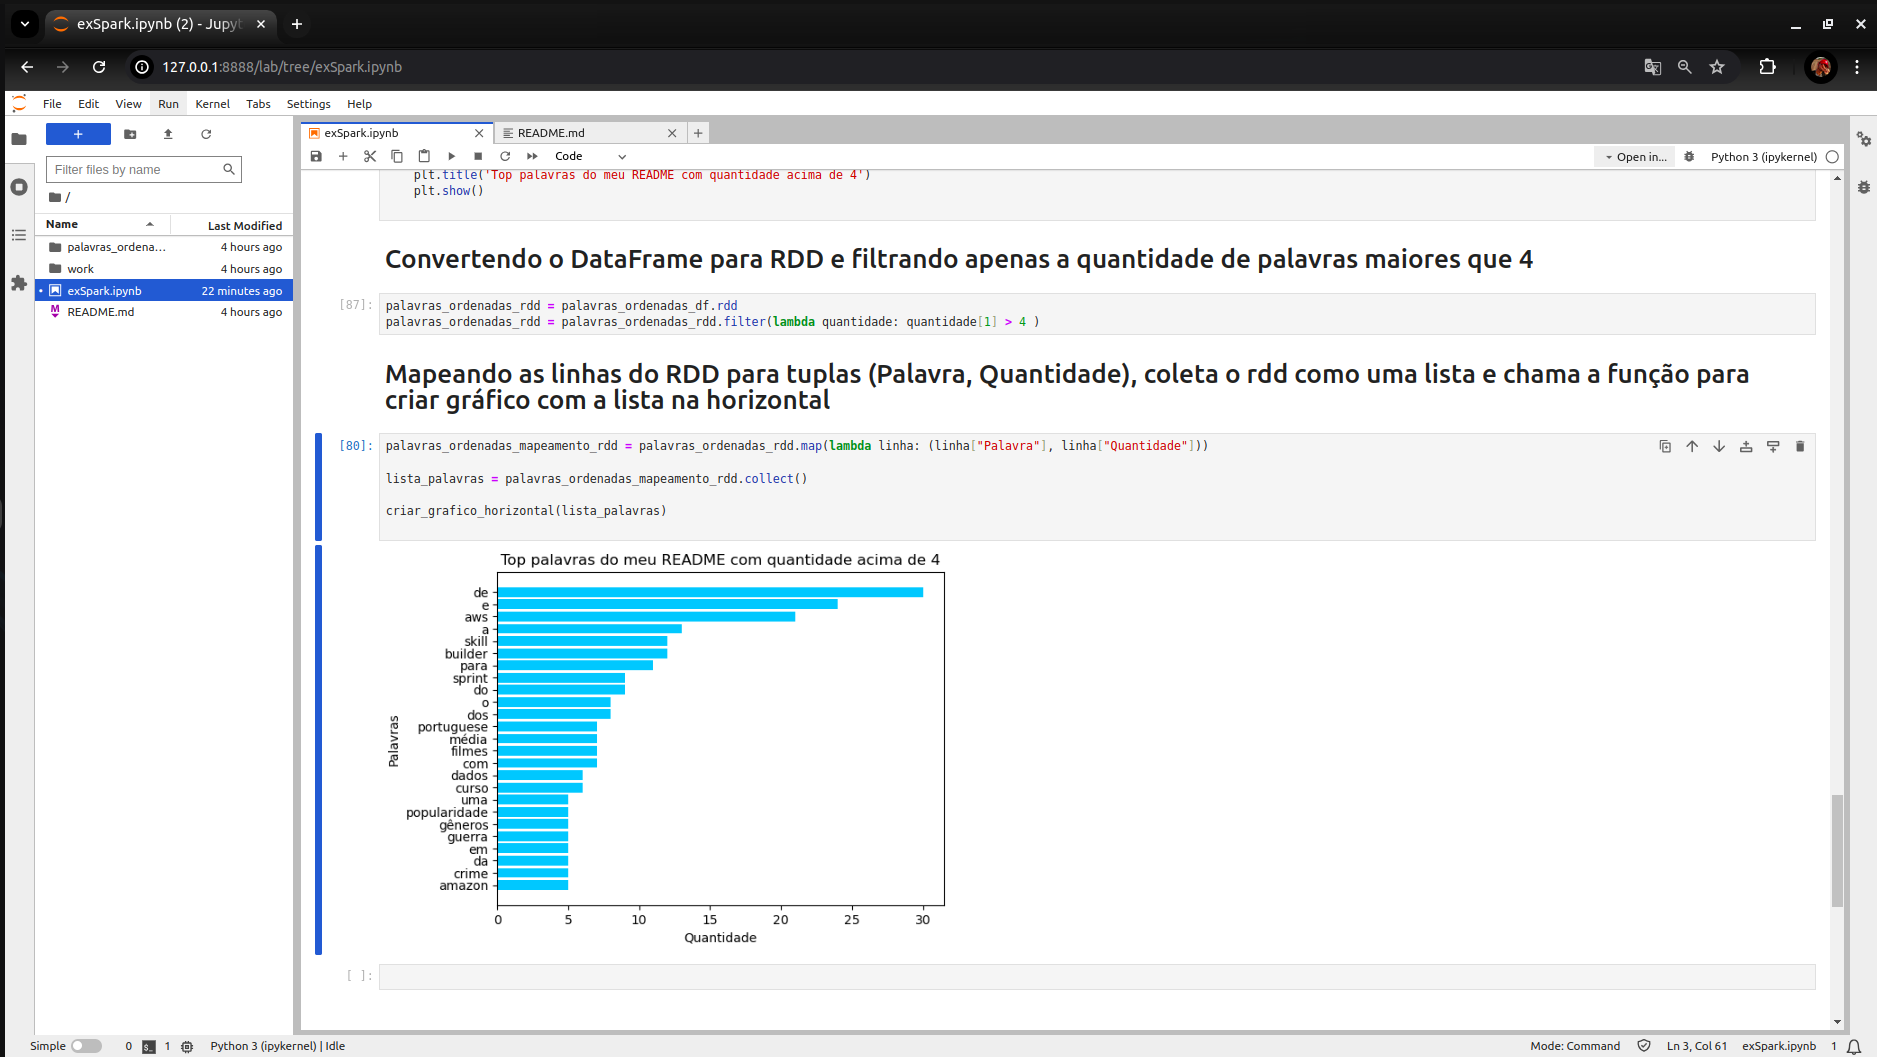 exSpark.ipynb (2) - Jupyt
127.0.0.1:8888/lab/tree/exSpark.ipynb
File Edit View Run Kernel Tabs Settings Help
exSpark.ipynb README.md
Code
Open in... Python 3 (ipykernel)
Filter files by name
/
Name Last Modified
palavras_ordena... 4 hours ago
work 4 hours ago
exSpark.ipynb 22 minutes ago
README.md 4 hours ago
plt.title('Top palavras do meu README com quantidade acima de 4')
plt.show()
Convertendo o DataFrame para RDD e filtrando apenas a quantidade de palavras maiores que 4
[87]: palavras_ordenadas_rdd = palavras_ordenadas_df.rdd
palavras_ordenadas_rdd = palavras_ordenadas_rdd.filter(lambda quantidade: quantidade[1] > 4 )
Mapeando as linhas do RDD para tuplas (Palavra, Quantidade), coleta o rdd como uma lista e chama a função para
criar gráfico com a lista na horizontal
[80]: palavras_ordenadas_mapeamento_rdd = palavras_ordenadas_rdd.map(lambda linha: (linha["Palavra"], linha["Quantidade"]))
lista_palavras = palavras_ordenadas_mapeamento_rdd.collect()
criar_grafico_horizontal(lista_palavras)
Top palavras do meu README com quantidade acima de 4
Palavras
de
e
aws
a
skill
builder
para
sprint
do
o
dos
portuguese
média
filmes
com
dados
curso
uma
popularidade
gêneros
guerra
em
da
crime
amazon
0 5 10 15 20 25 30
Quantidade
[ ]:
Simple 0 1 Python 3 (ipykernel) | Idle
Mode: Command Ln 3, Col 61 exSpark.ipynb 1